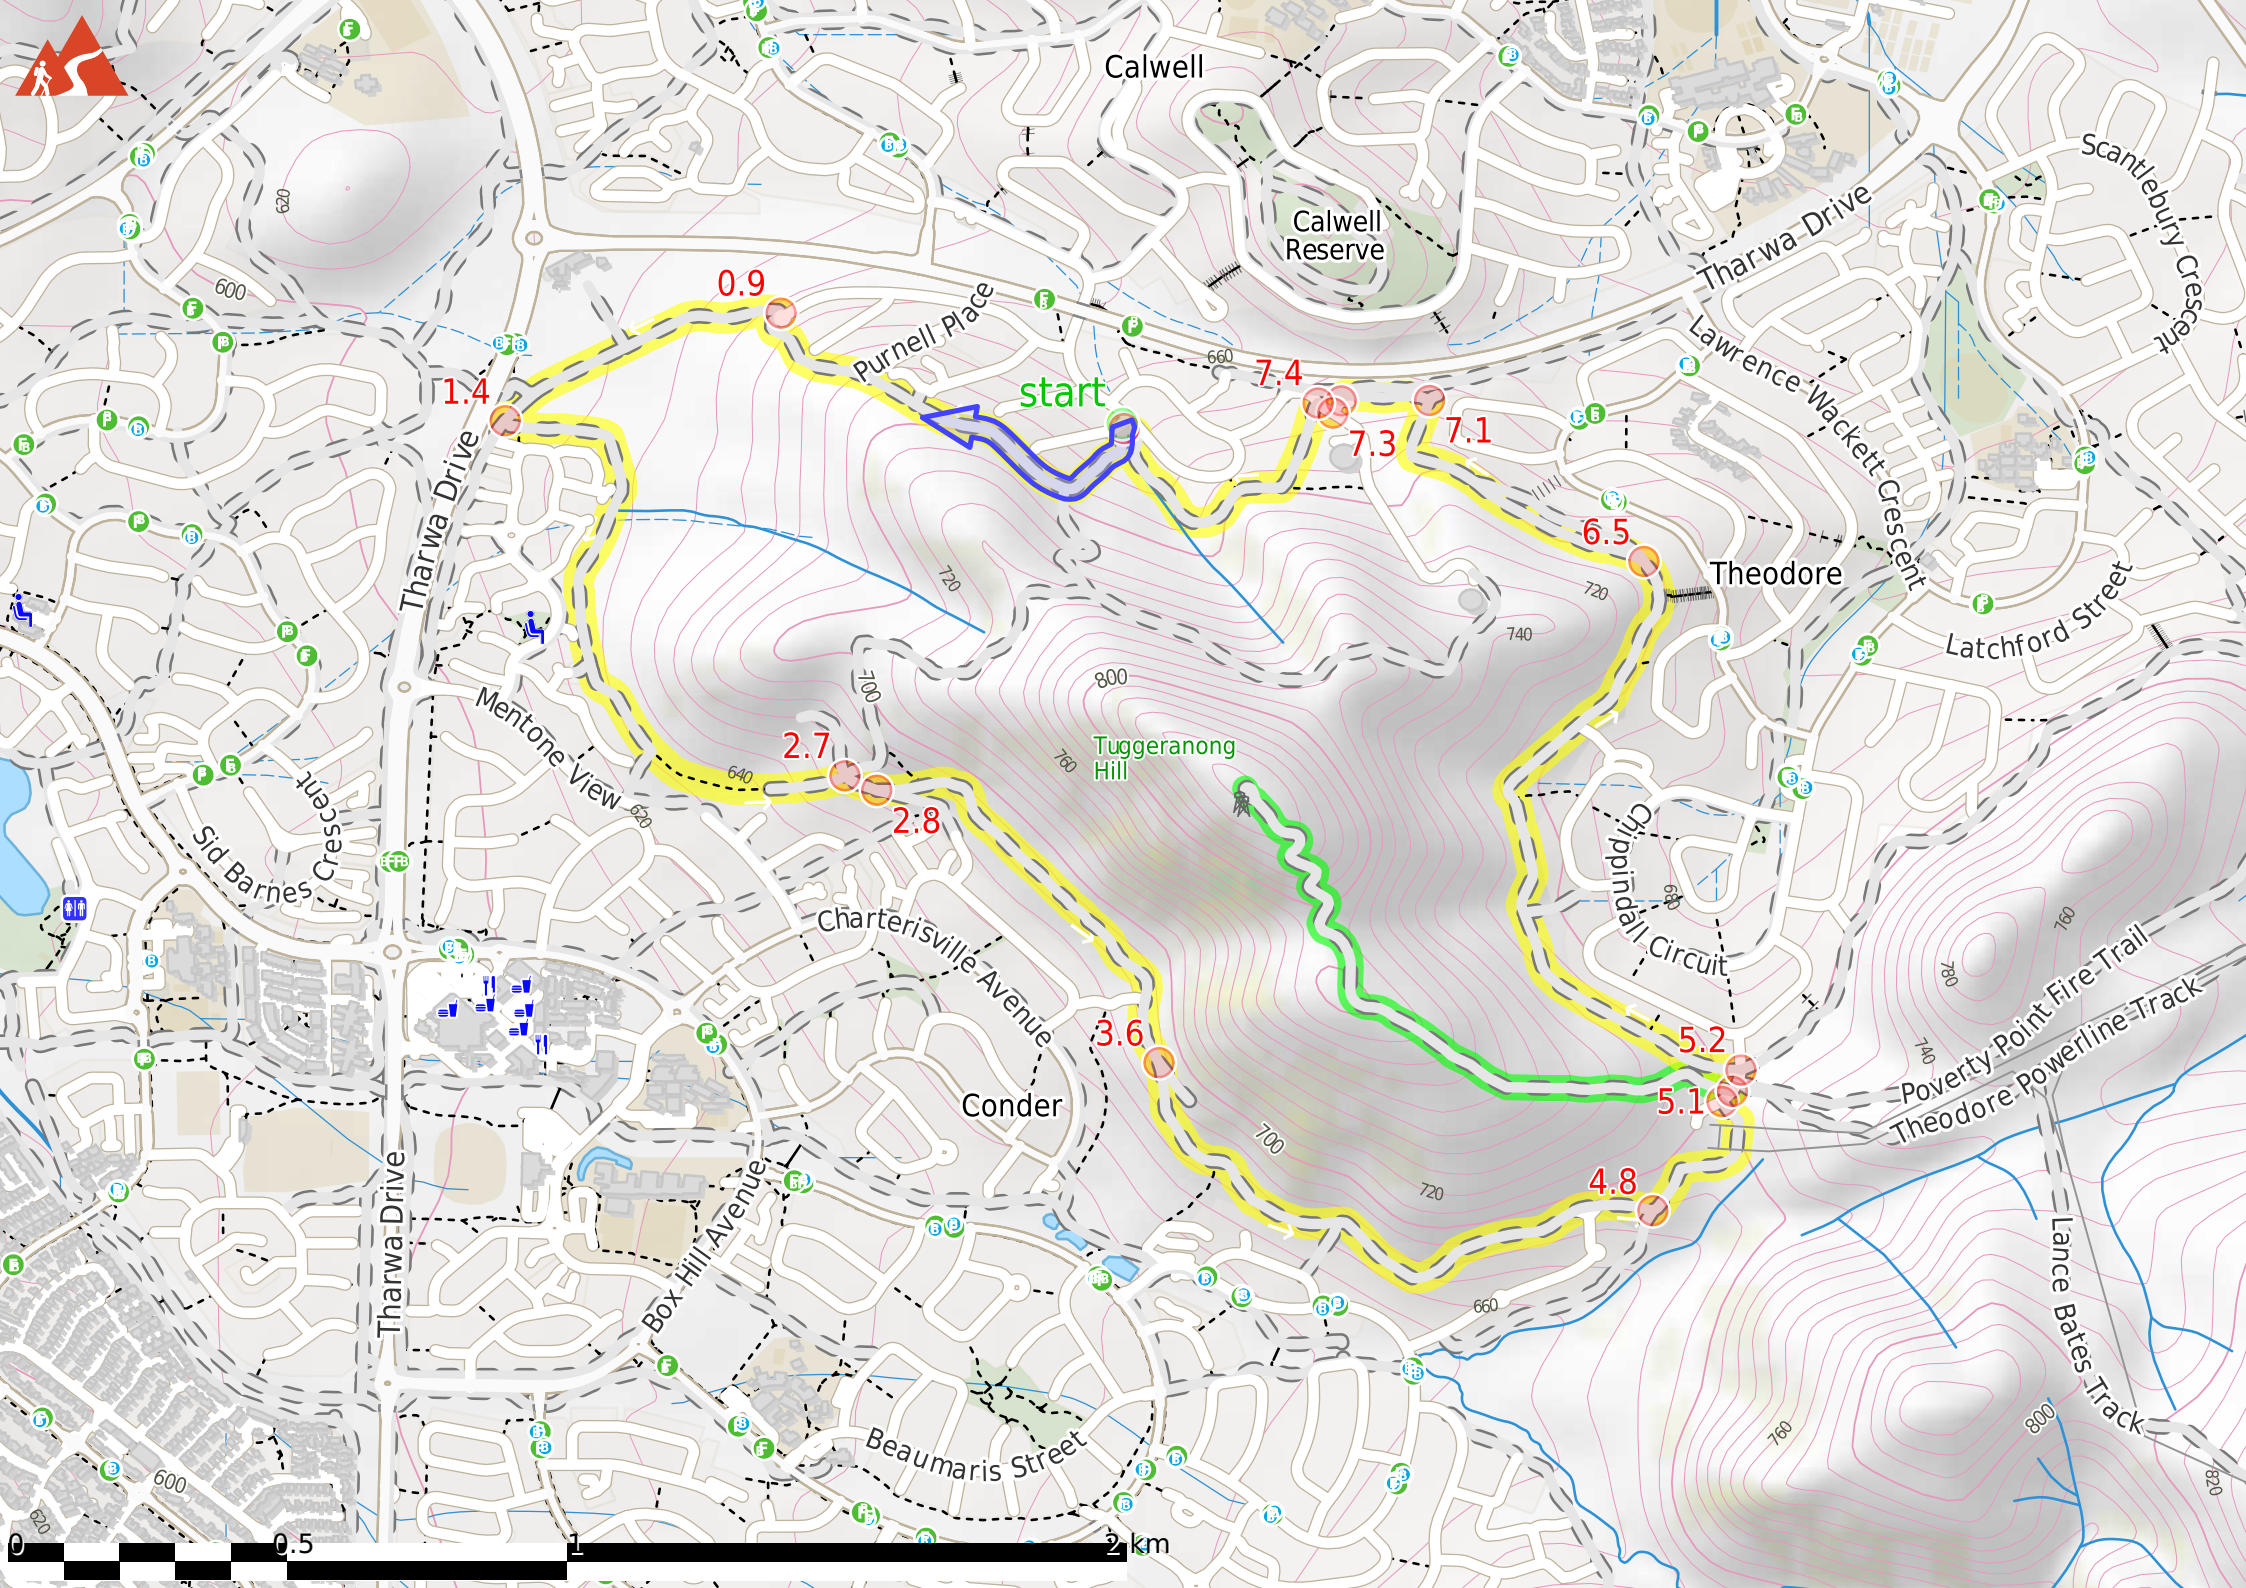 Calwell
Scantlebury Crescent
620
Calwell
Reserve
Tharwa Drive
600
0.9
Purnell Place
Lawrence Wackett Crescent
660
7.4
start
1.4
7.3
7.1
Tharwa Drive
6.5
720
720
Theodore
740
Latchford Street
800
700
Mentone View
2.7
Tuggeranong
Hill
760
640
620
2.8
Sid Barnes Crescent
Chippindall Circuit
680
Charterisville Avenue
760
780
Poverty Point Fire Trail
Theodore Powerline Track
740
3.6
5.2
5.1
Conder
700
720
4.8
Tharwa Drive
Box Hill Avenue
660
Lance Bates Track
800
760
820
Beaumaris Street
600
620
0
0.5
1
2 km